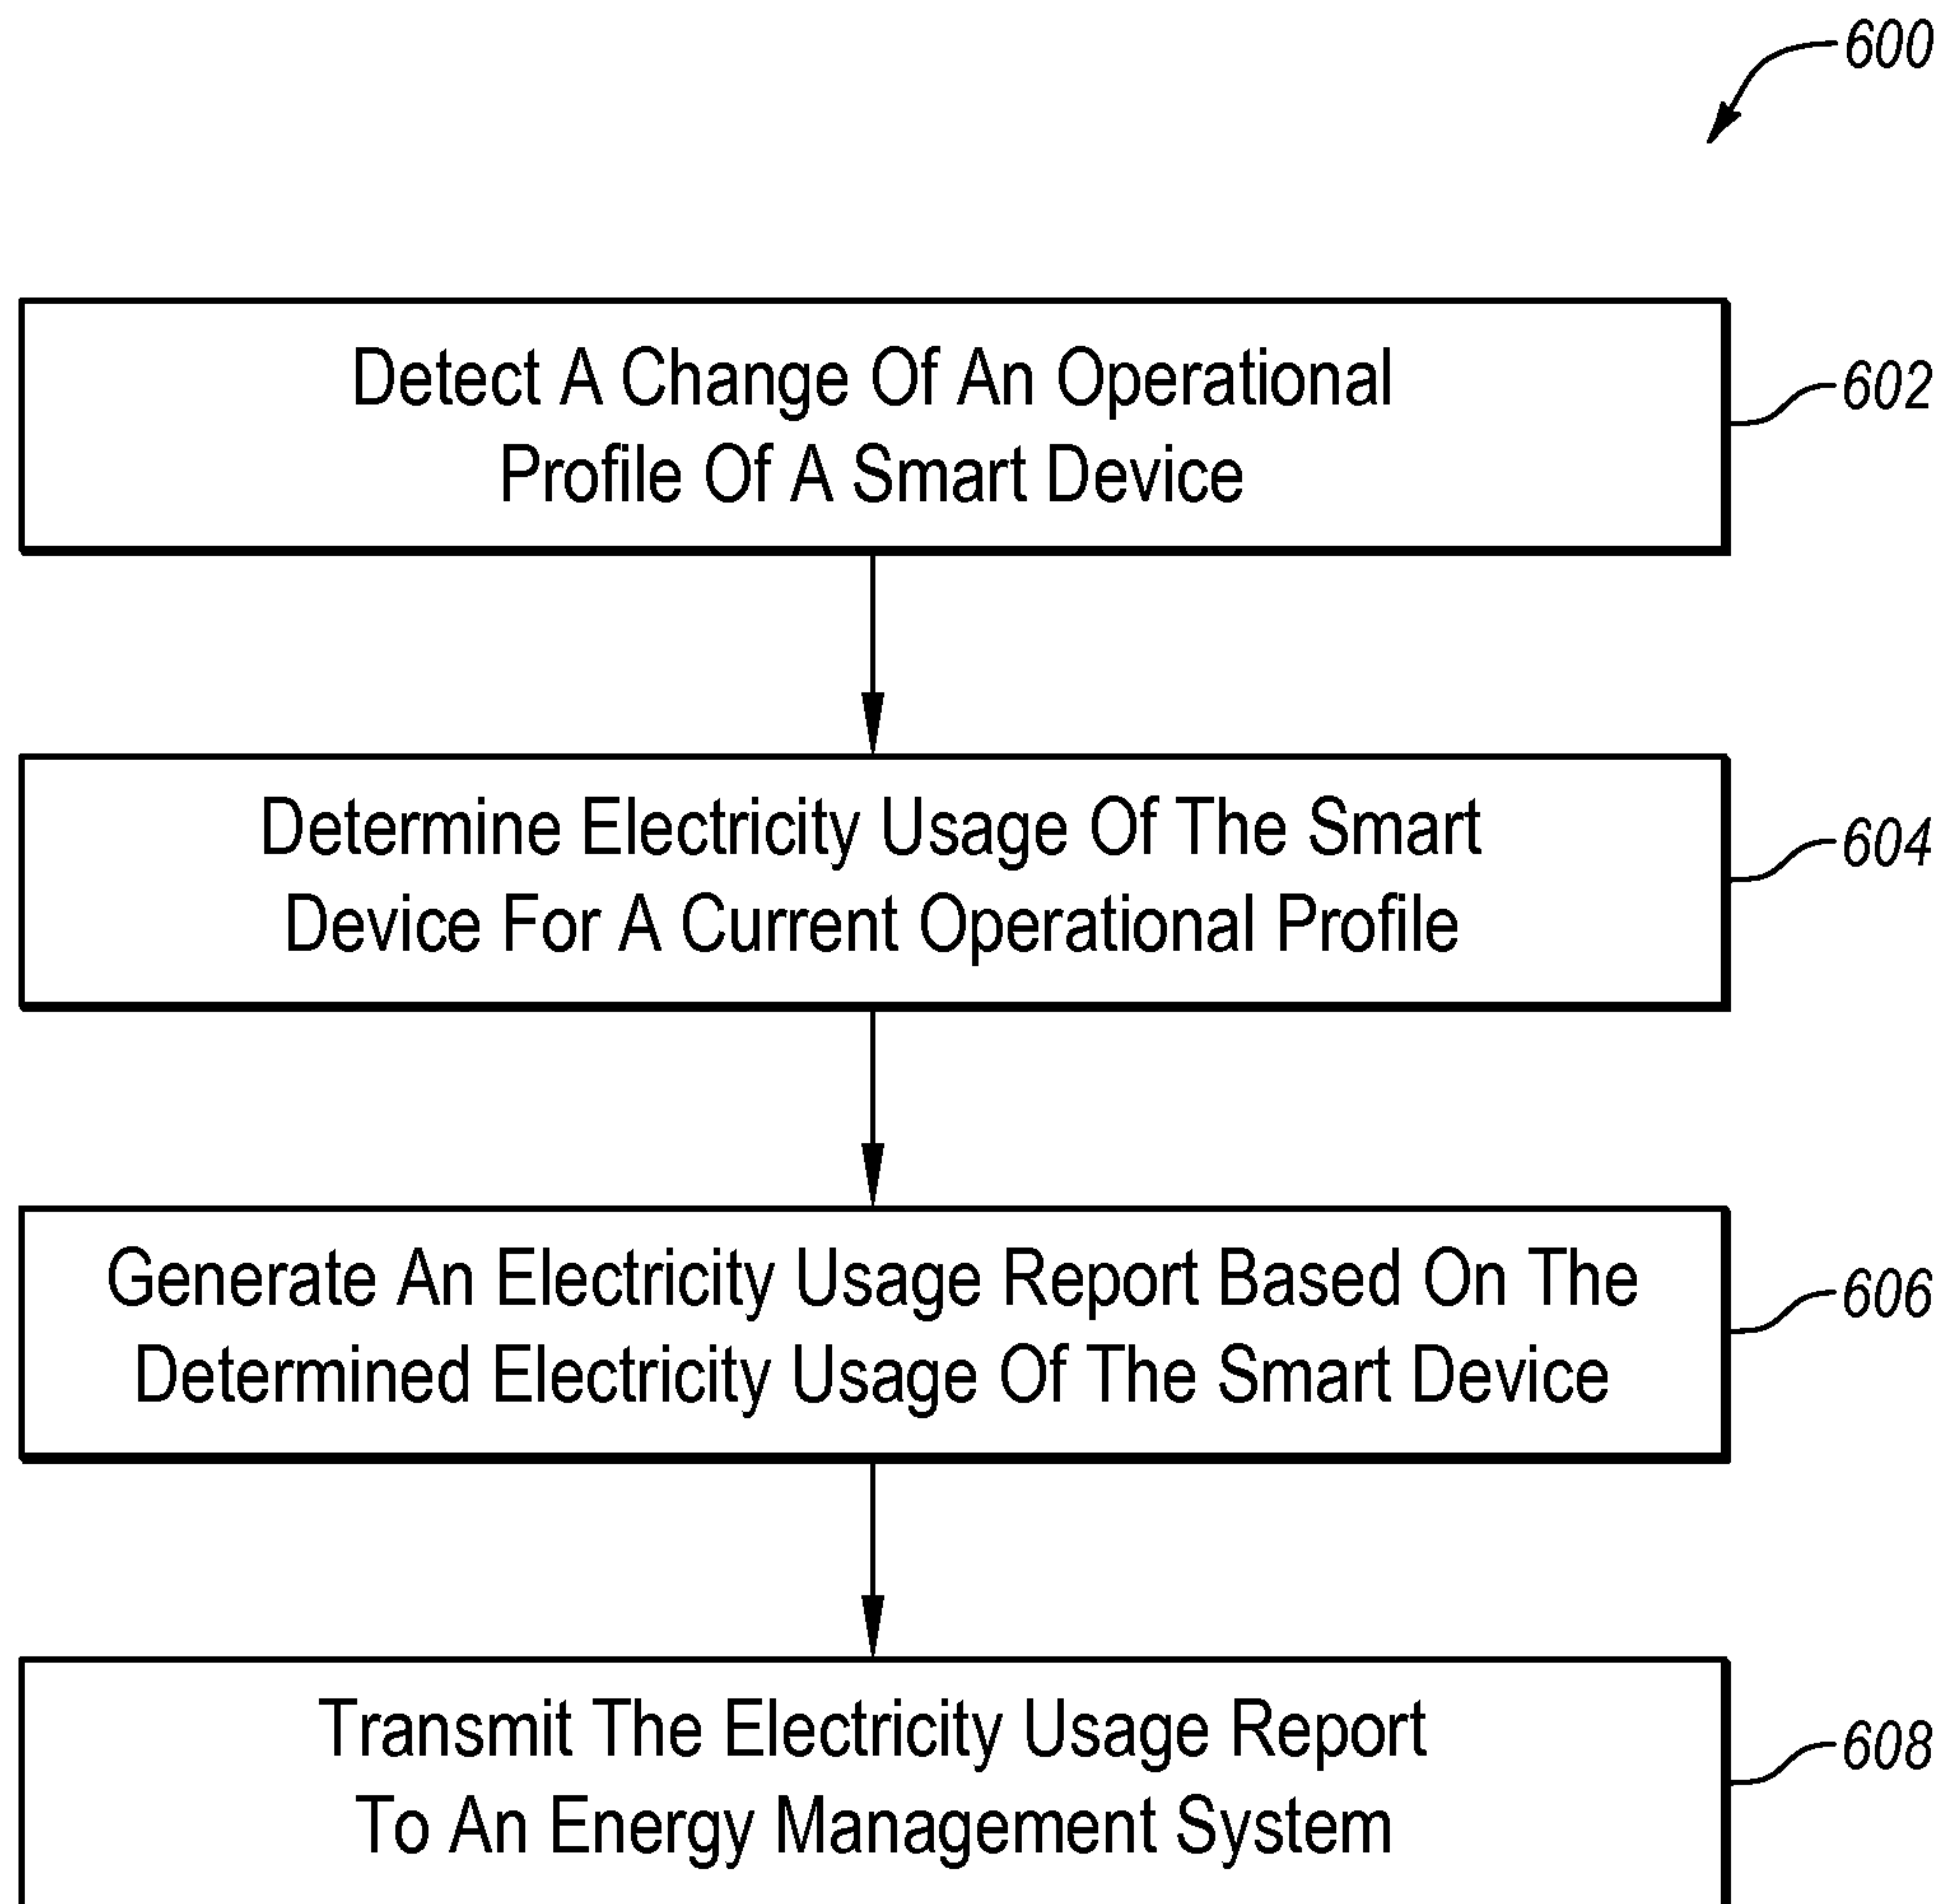 600
Detect A Change Of An Operational
Profile Of A Smart Device
602
Determine Electricity Usage Of The Smart
Device For A Current Operational Profile
604
Generate An Electricity Usage Report Based On The
Determined Electricity Usage Of The Smart Device
606
Transmit The Electricity Usage Report
To An Energy Management System
608